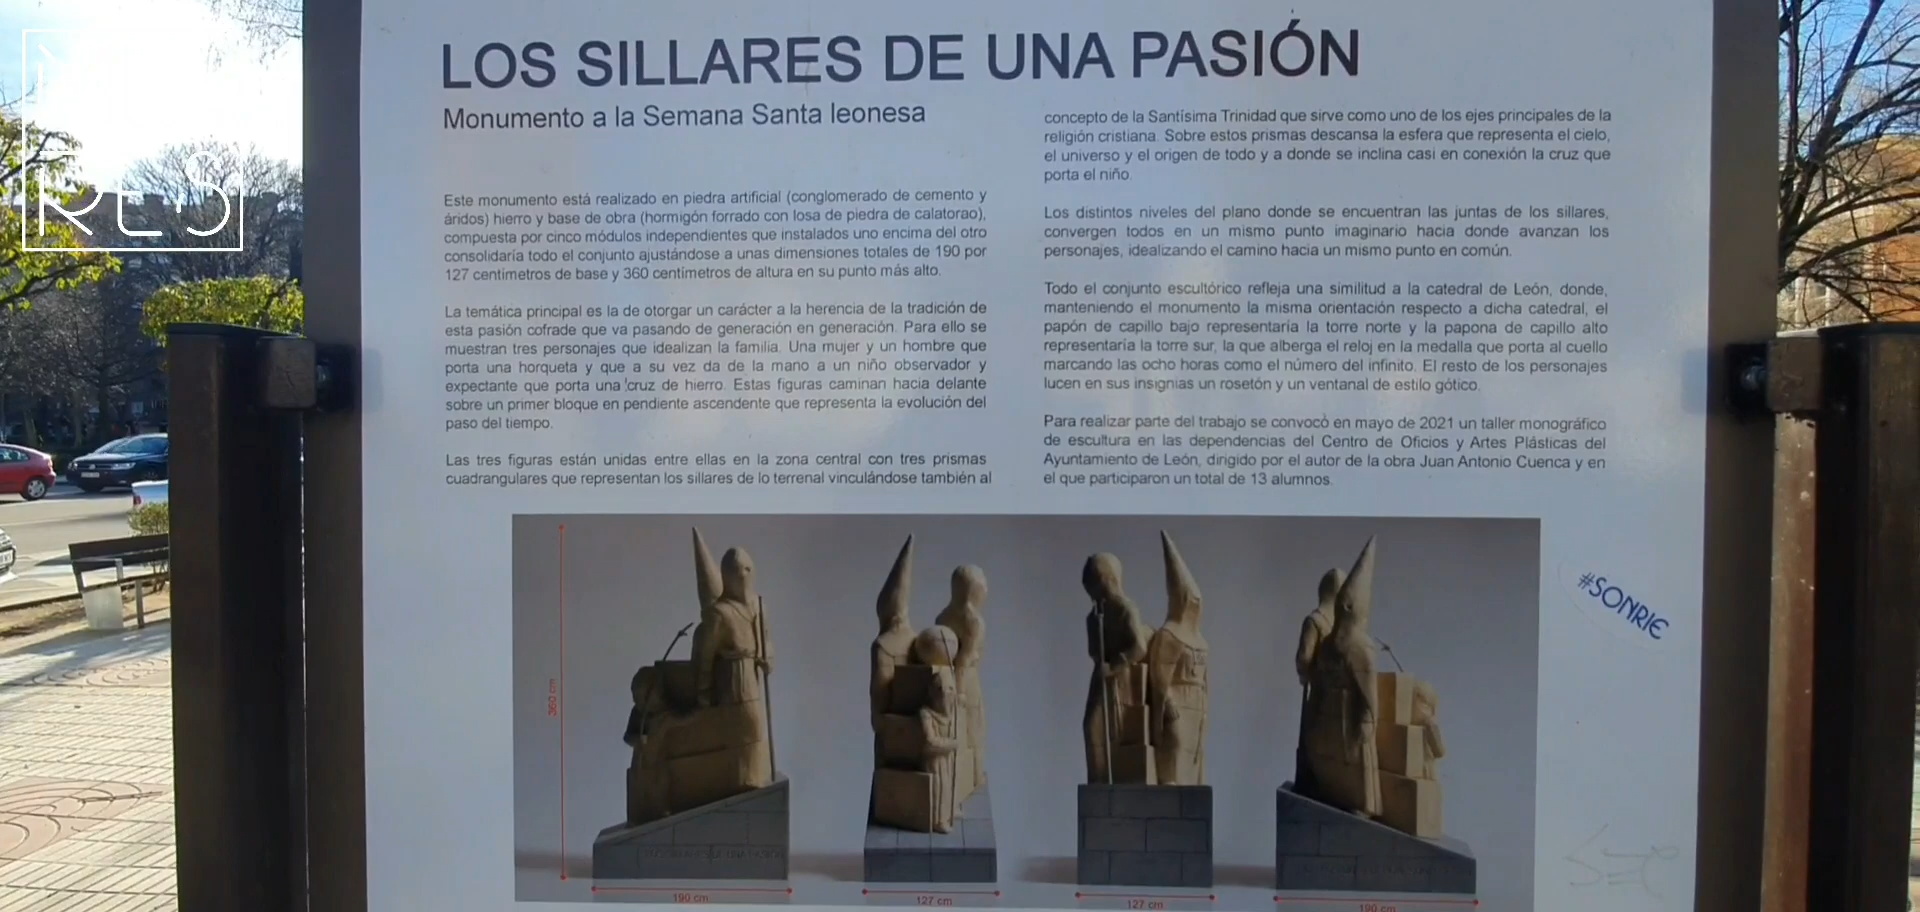 LOS SILLARES DE UNA PASIÓN
Monumento a la Semana Santa leonesa
Este monumento está realizado en piedra artificial (conglomerado de cemento y
áridos) hierro y base de obra (hormigón forrado con losa de piedra de calatorao),
compuesta por cinco módulos independientes que instalados uno encima del otro
consolidaría todo el conjunto ajustándose a unas dimensiones totales de 190 por
127 centímetros de base y 360 centímetros de altura en su punto más alto.
La temática principal es la de otorgar un carácter a la herencia de la tradición de
esta pasión cofrade que va pasando de generación en generación. Para ello se
muestran tres personajes que idealizan la familia. Una mujer y un hombre que
porta una horqueta y que a su vez da de la mano a un niño observador y
expectante que porta una cruz de hierro. Estas figuras caminan hacia delante
sobre un primer bloque en pendiente ascendente que representa la evolución del
paso del tiempo.
Las tres figuras están unidas entre ellas en la zona central con tres prismas
cuadrangulares que representan los sillares de lo terrenal vinculándose también al
concepto de la Santísima Trinidad que sirve como uno de los ejes principales de la
religión cristiana. Sobre estos prismas descansa la esfera que representa el cielo,
el universo y el origen de todo y a donde se inclina casi en conexión la cruz que
porta el niño.
Los distintos niveles del plano donde se encuentran las juntas de los sillares,
convergen todos en un mismo punto imaginario hacia donde avanzan los
personajes, idealizando el camino hacia un mismo punto en común.
Todo el conjunto escultórico refleja una similitud a la catedral de León, donde,
manteniendo el monumento la misma orientación respecto a dicha catedral, el
papón de capillo bajo representaría la torre norte y la papona de capillo alto
representaría la torre sur, la que alberga el reloj en la medalla que porta al cuello
marcando las ocho horas como el número del infinito. El resto de los personajes
lucen en sus insignias un rosetón y un ventanal de estilo gótico.
Para realizar parte del trabajo se convocó en mayo de 2021 un taller monográfico
de escultura en las dependencias del Centro de Oficios y Artes Plásticas del
Ayuntamiento de León, dirigido por el autor de la obra Juan Antonio Cuenca y en
el que participaron un total de 13 alumnos.
#SONRIE
360 cm
190 cm
127 cm
127 cm
190 cm